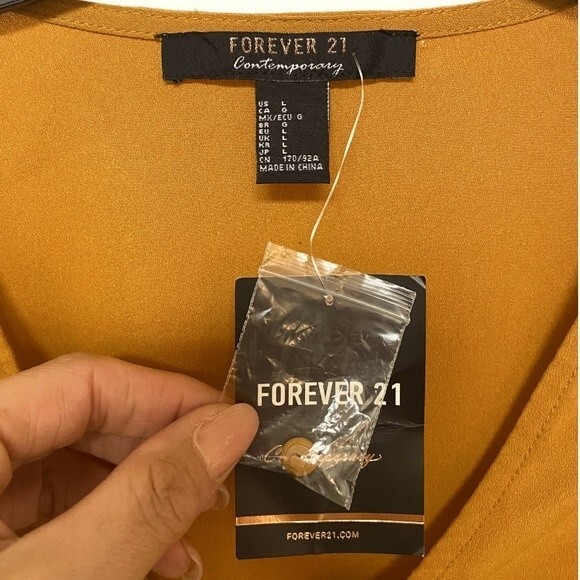 FOREVER 21
Contemporary
US L
CA G
MX/ECU G
BR G
EU L
UK L
KR L
JP L
CN 170/92A
MADE IN CHINA
FOREVER 21
Contemporary
FOREVER21.COM